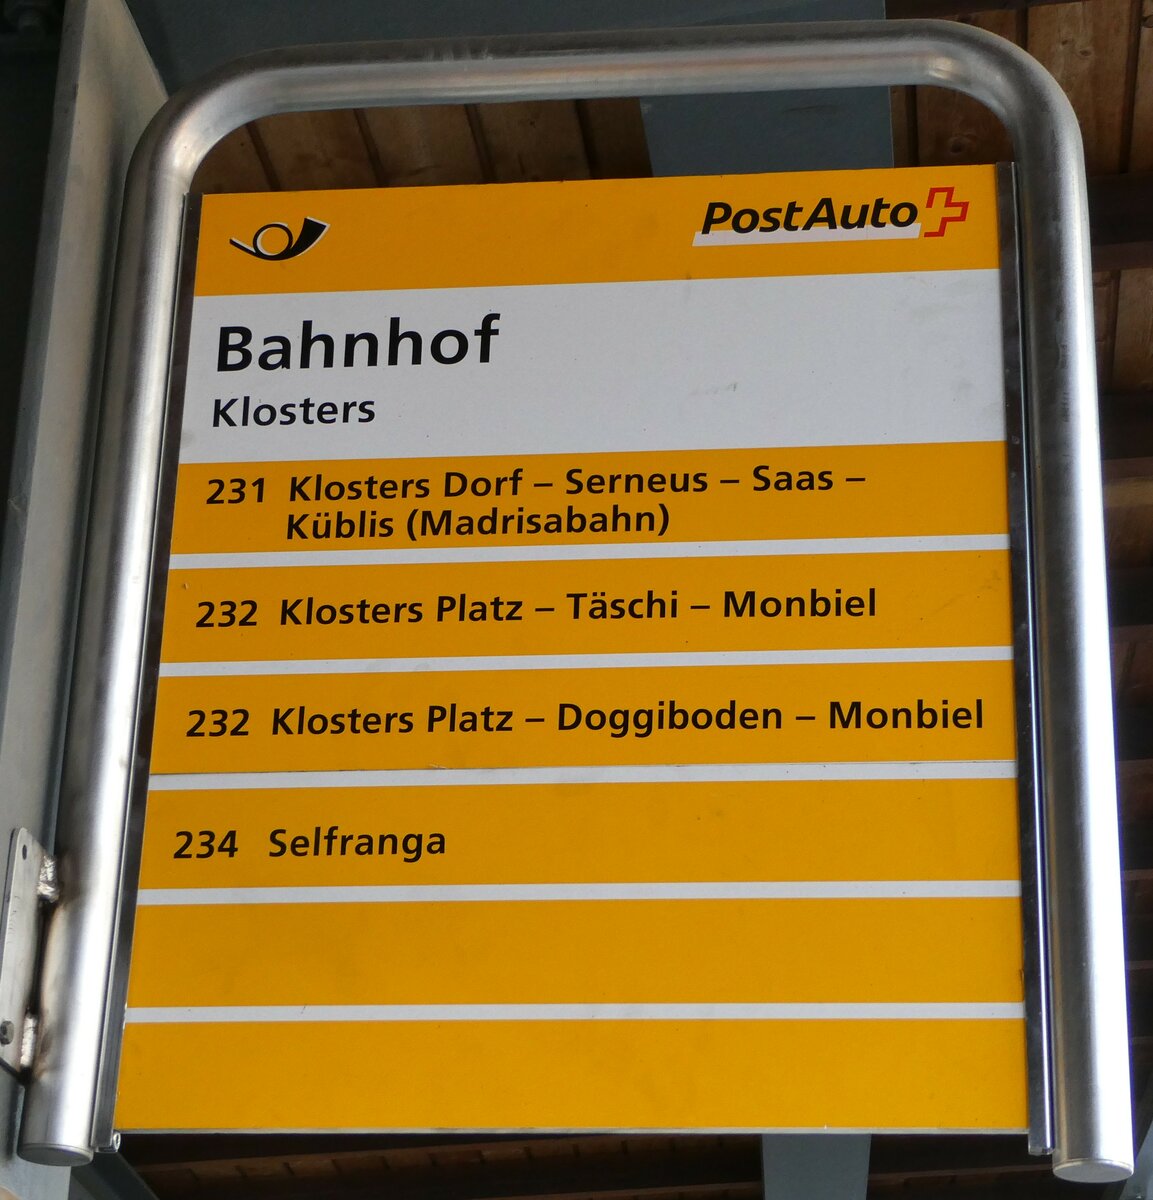 PostAuto
Bahnhof
Klosters
231 Klosters Dorf – Serneus – Saas –
Küblis (Madrisabahn)
232 Klosters Platz – Täschi – Monbiel
232 Klosters Platz – Doggiboden – Monbiel
234 Selfranga